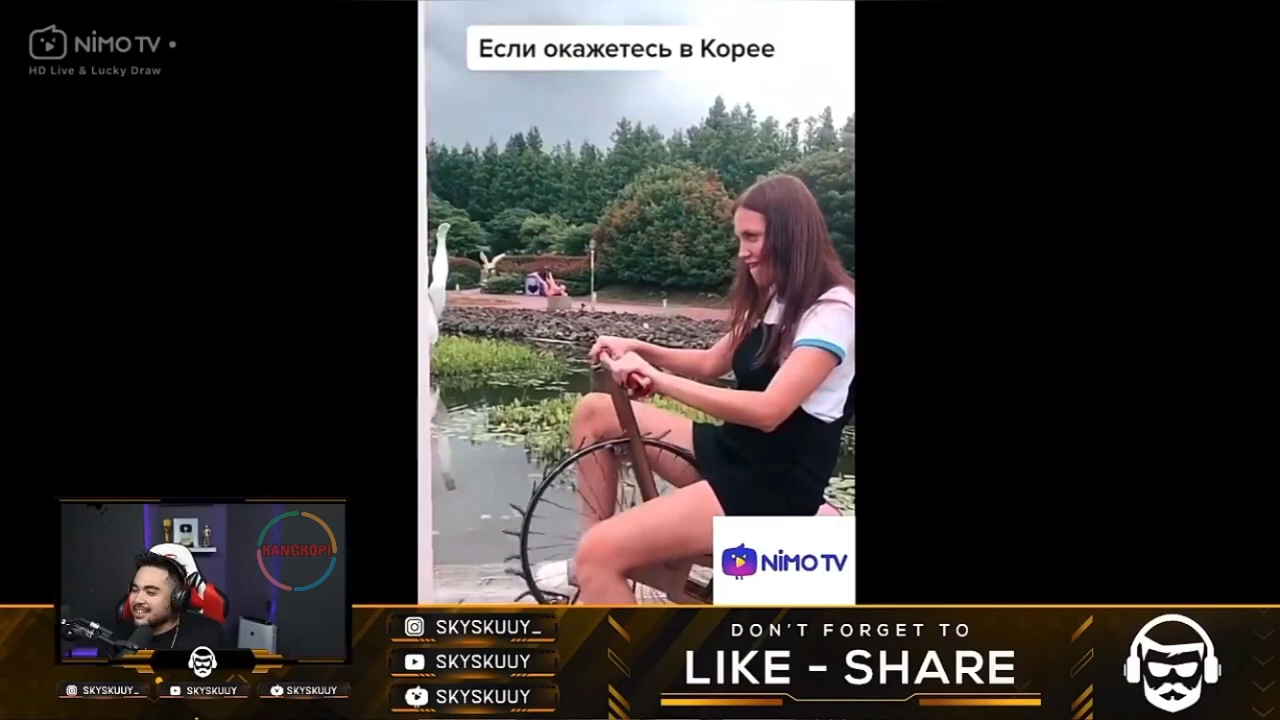 NIMO TV
HD Live & Lucky Draw
Если окажетесь в Корее
KANGKOPI
NIMO TV
SKYSKUUY_
SKYSKUUY
SKYSKUUY
SKYSKUUY_
SKYSKUUY
SKYSKUUY
DON'T FORGET TO
LIKE - SHARE